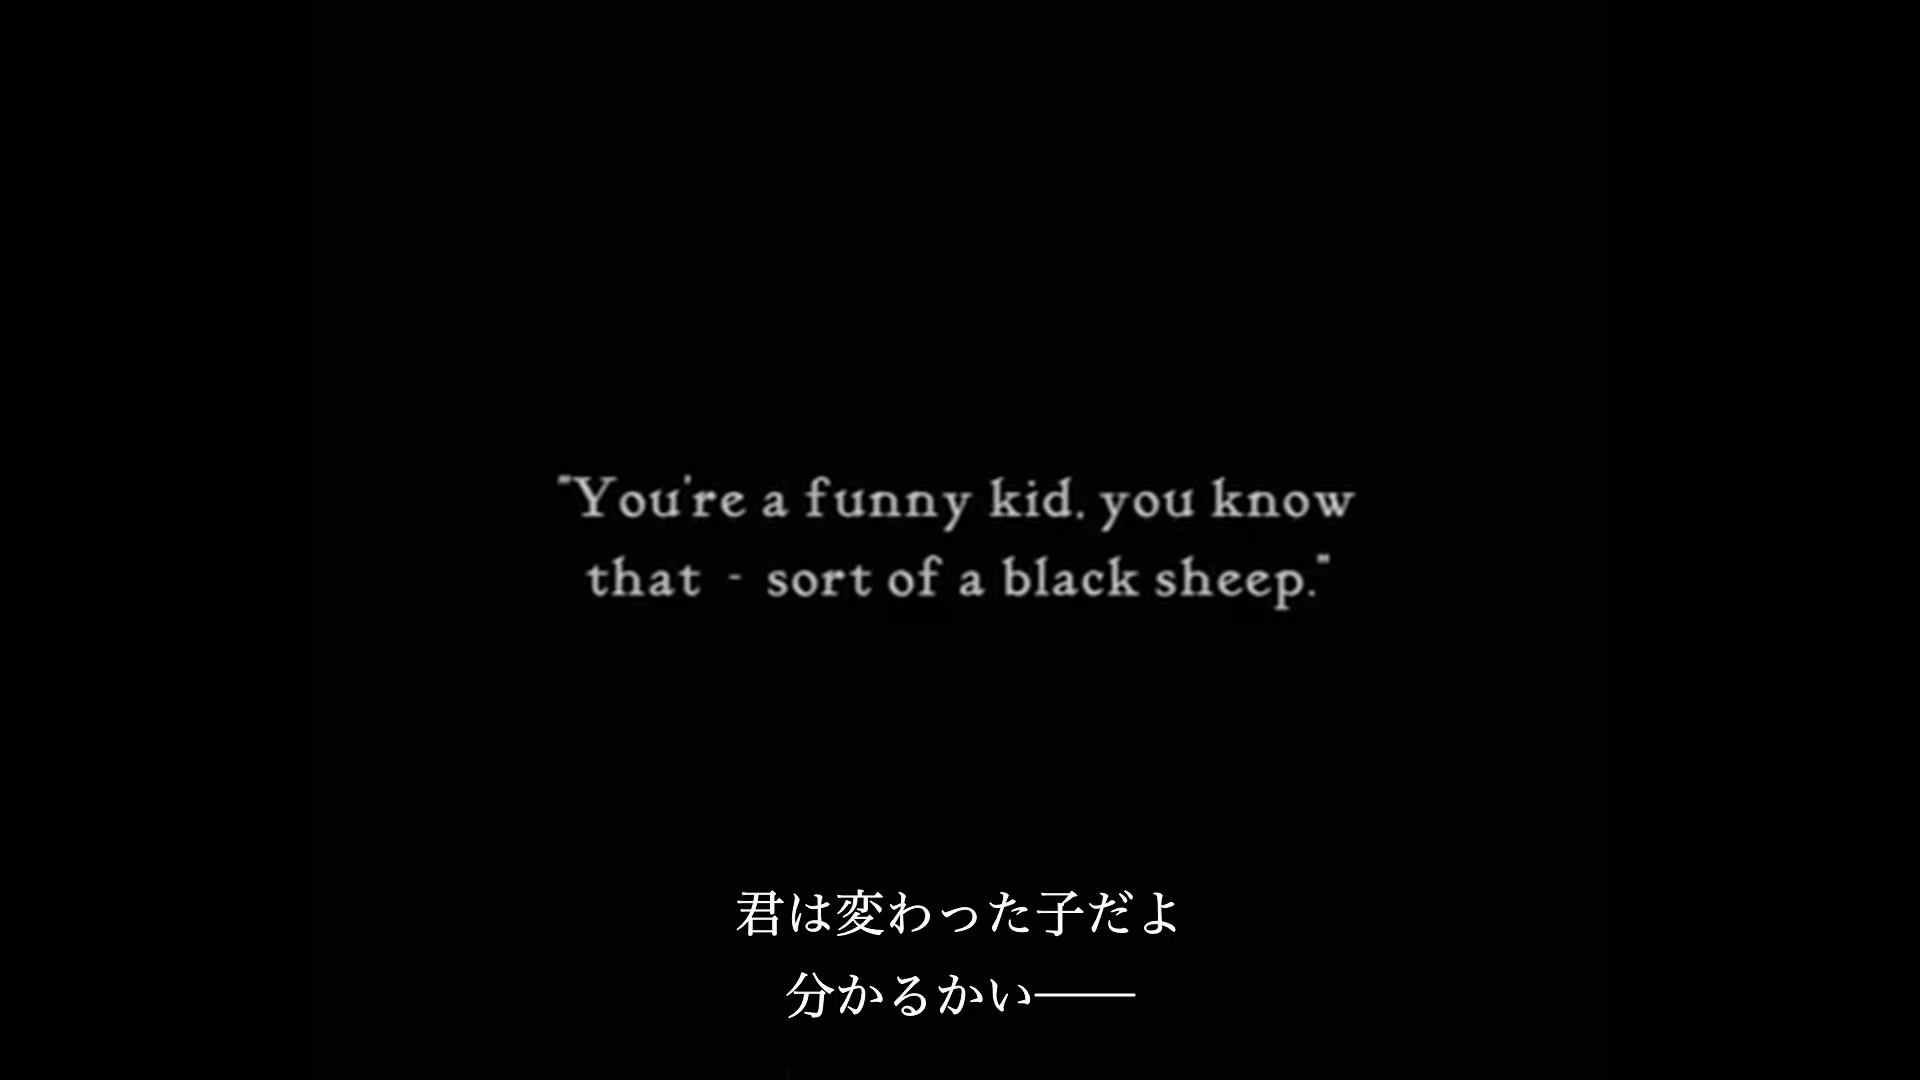 "You're a funny kid, you know
that - sort of a black sheep."
君は変わった子だよ
分かるかい――